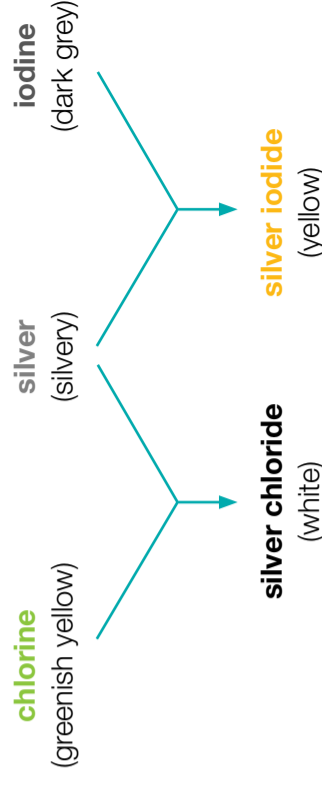 chlorine
(greenish yellow)
silver
(silvery)
iodine
(dark grey)
silver chloride
(white)
silver iodide
(yellow)